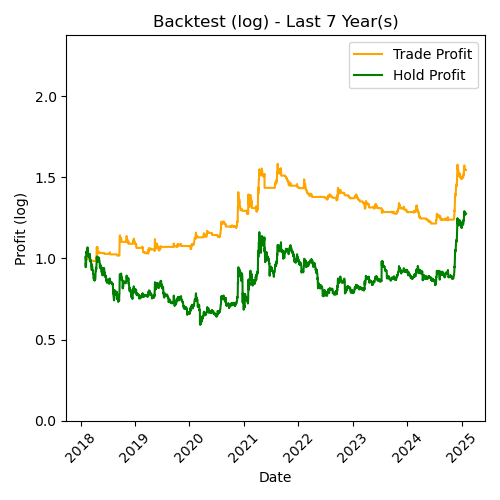 Backtest (log) - Last 7 Year(s)
Trade Profit
Hold Profit
Profit (log)
2.0
1.5
1.0
0.5
0.0
2018 2019 2020 2021 2022 2023 2024 2025
Date